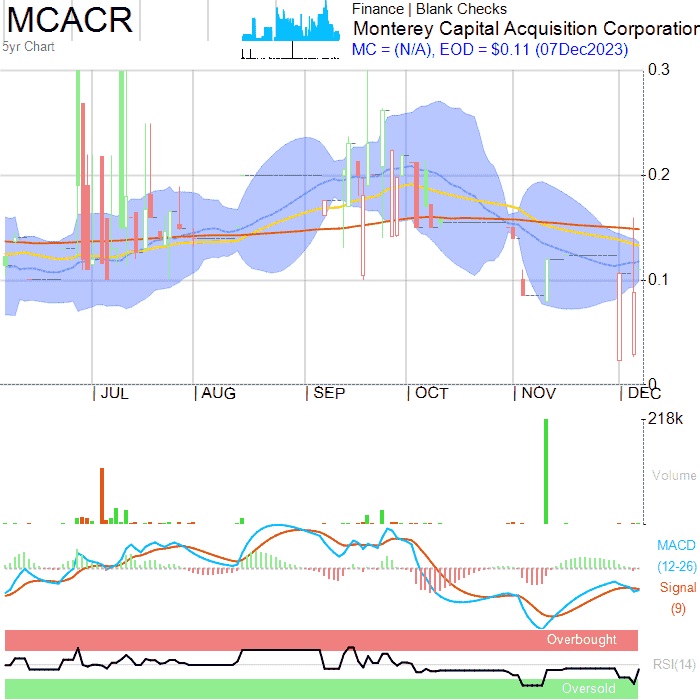 MCACR
5yr Chart
Finance | Blank Checks
Monterey Capital Acquisition Corporation
MC = (N/A), EOD = $0.11 (07Dec2023)
0.3
0.2
0.1
0
JUL
AUG
SEP
OCT
NOV
DEC
218k
Volume
MACD
(12-26)
Signal
(9)
Overbought
RSI(14)
Oversold